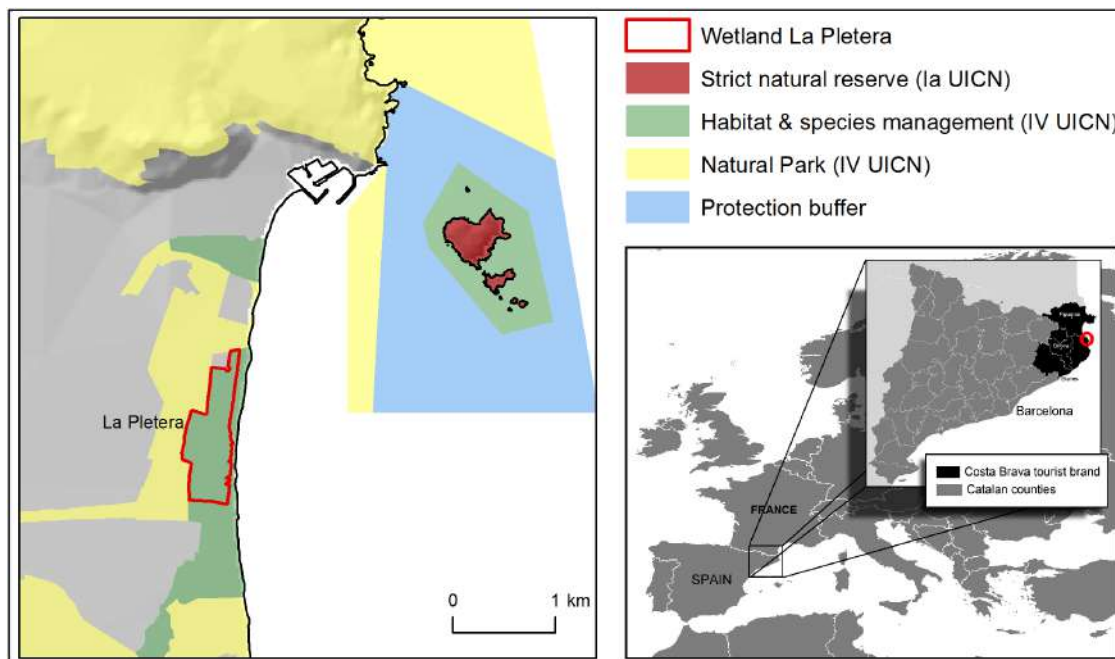 La Pletera
0
1 km
Wetland La Pletera
Strict natural reserve (Ia UICN)
Habitat & species management (IV UICN)
Natural Park (IV UICN)
Protection buffer
Barcelona
Costa Brava tourist brand
Catalan counties
FRANCE
SPAIN